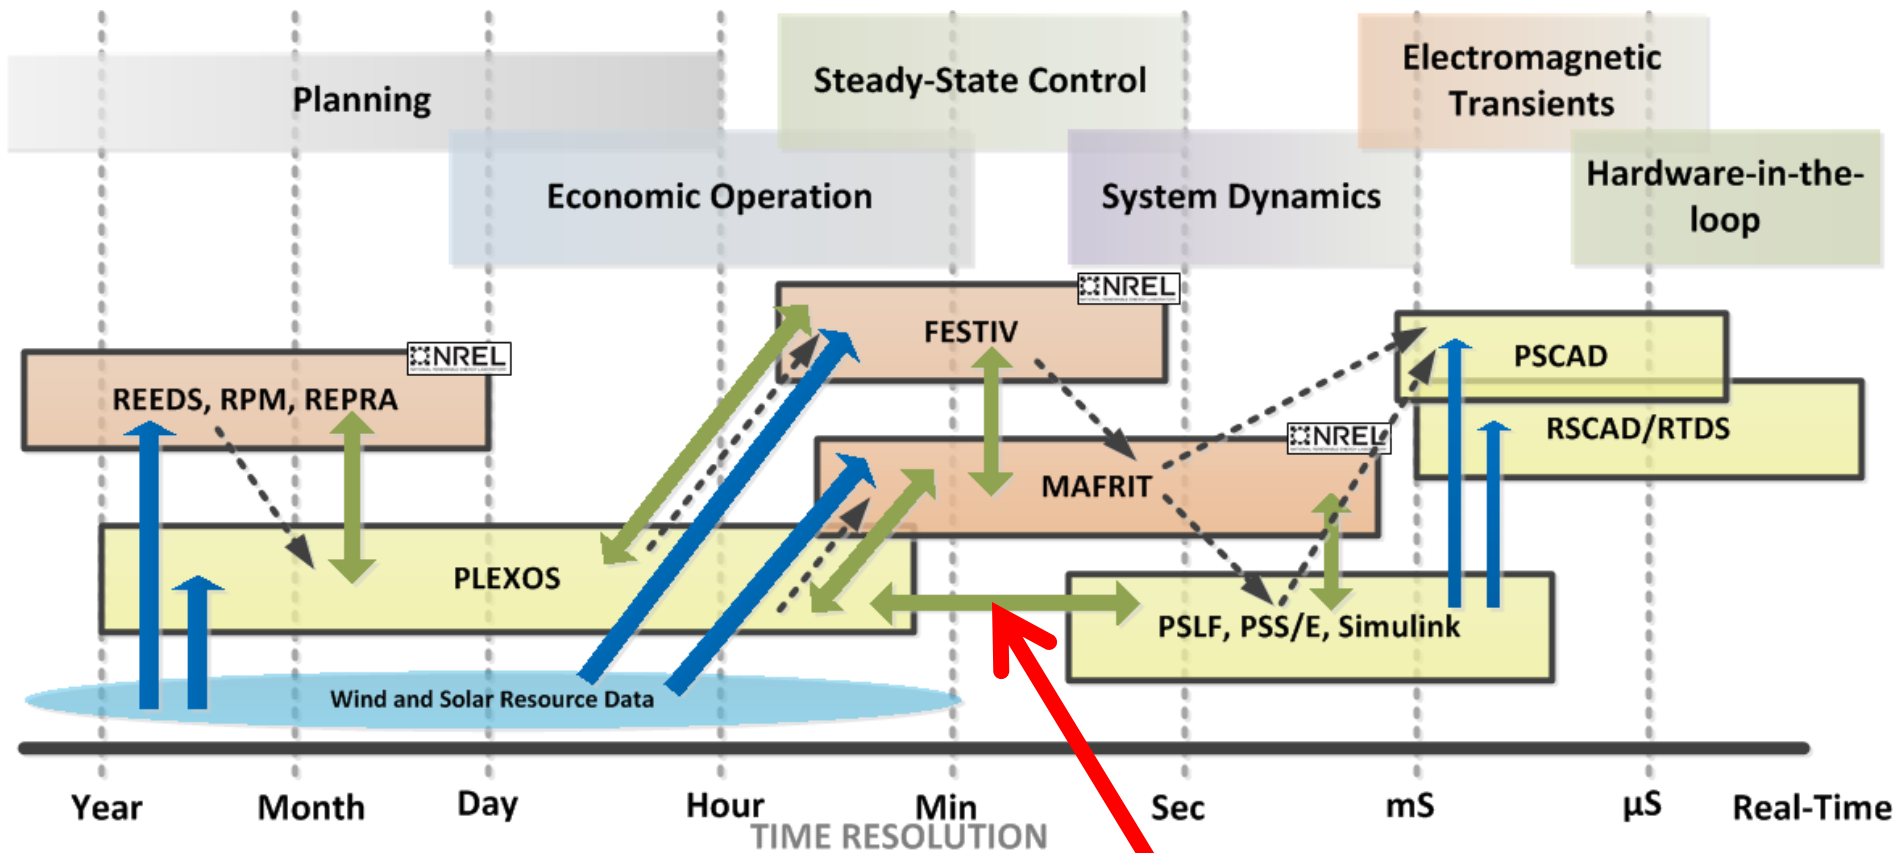 Planning
Steady-State Control
Electromagnetic
Transients
Economic Operation
System Dynamics
Hardware-in-the-
loop
NREL
FESTIV
NREL
REEDS, RPM, REPRA
PSCAD
RSCAD/RTDS
NREL
MAFRIT
PLEXOS
PSLF, PSS/E, Simulink
Wind and Solar Resource Data
Year
Month
Day
Hour
Min
Sec
mS
µS
Real-Time
TIME RESOLUTION